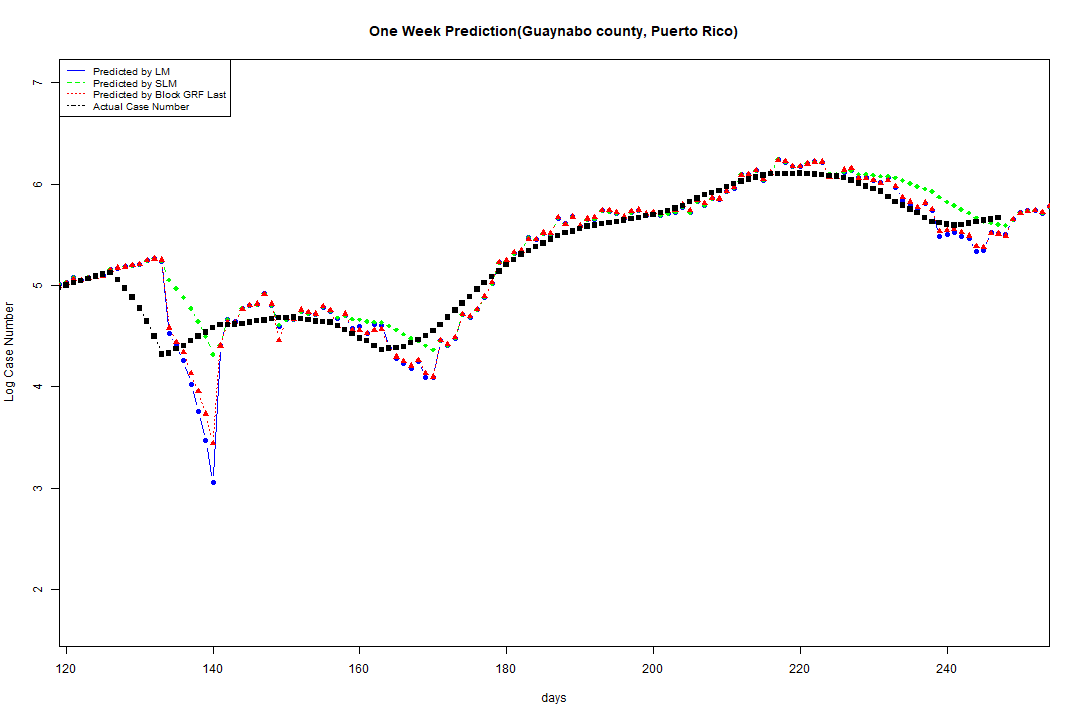 One Week Prediction(Guaynabo county, Puerto Rico)
Predicted by LM
Predicted by SLM
Predicted by Block GRF Last
Actual Case Number
7
6
5
4
3
2
Log Case Number
120 140 160 180 200 220 240
days